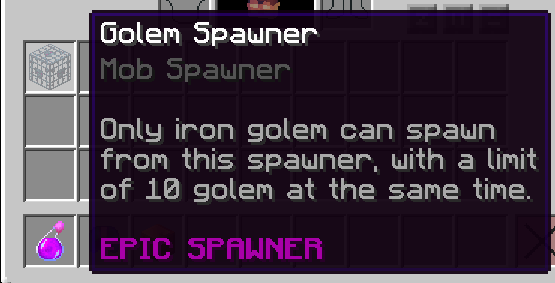 Golem Spawner
Mob Spawner
Only iron golem can spawn
from this spawner, with a limit
of 10 golem at the same time.
EPIC SPAWNER